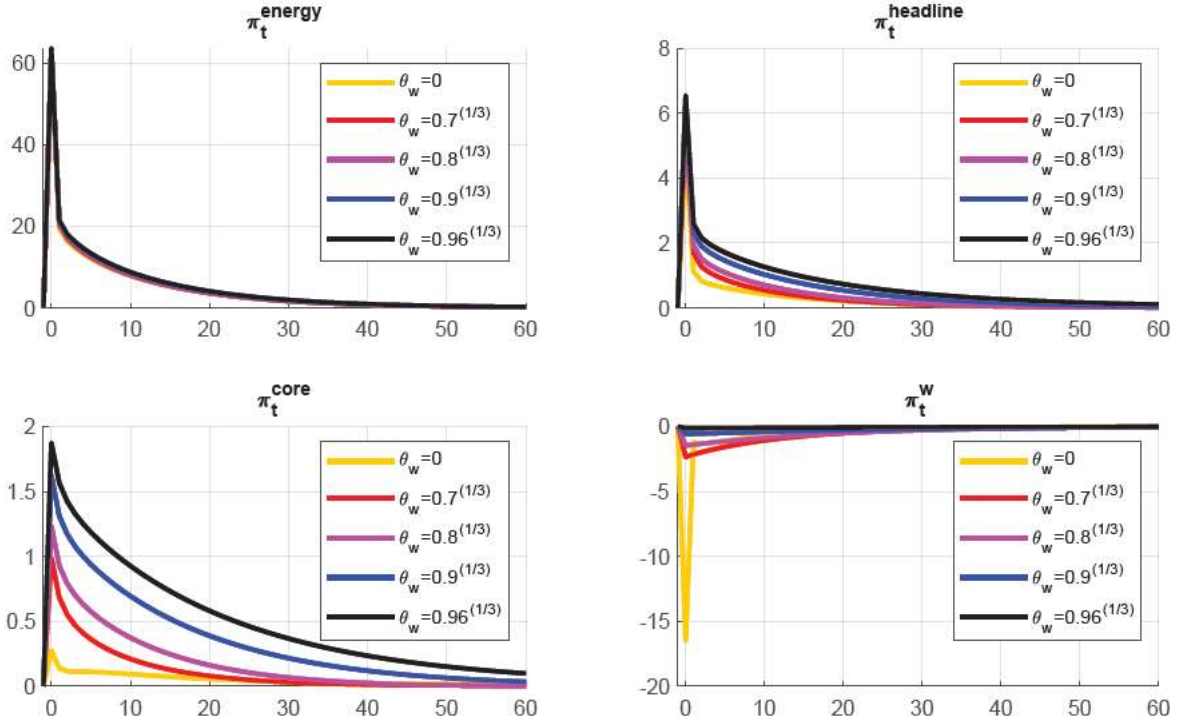 π_t^energy
60
40
20
0
0 10 20 30 40 50 60
θ_w=0
θ_w=0.7^(1/3)
θ_w=0.8^(1/3)
θ_w=0.9^(1/3)
θ_w=0.96^(1/3)
π_t^headline
8
6
4
2
0
0 10 20 30 40 50 60
θ_w=0
θ_w=0.7^(1/3)
θ_w=0.8^(1/3)
θ_w=0.9^(1/3)
θ_w=0.96^(1/3)
π_t^core
2
1.5
1
0.5
0
0 10 20 30 40 50 60
θ_w=0
θ_w=0.7^(1/3)
θ_w=0.8^(1/3)
θ_w=0.9^(1/3)
θ_w=0.96^(1/3)
π_t^w
0
-5
-10
-15
-20
0 10 20 30 40 50 60
θ_w=0
θ_w=0.7^(1/3)
θ_w=0.8^(1/3)
θ_w=0.9^(1/3)
θ_w=0.96^(1/3)